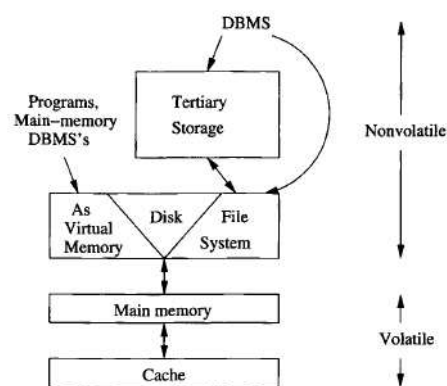 DBMS
Programs,
Main−memory
DBMS's
Tertiary
Storage
Nonvolatile
As
Virtual
Memory
Disk
File
System
Main memory
Volatile
Cache